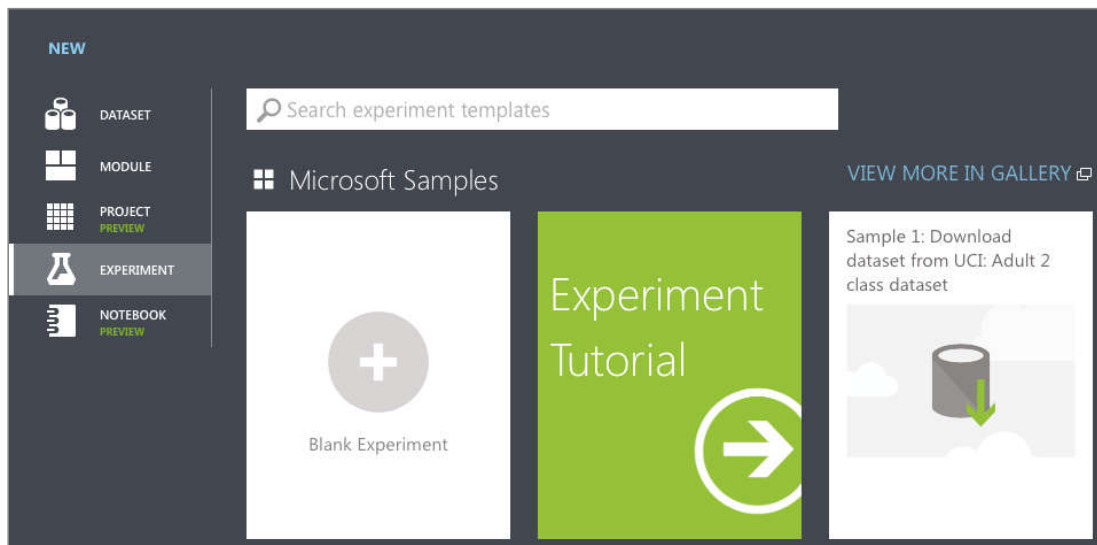 NEW
DATASET
MODULE
PROJECT
PREVIEW
EXPERIMENT
NOTEBOOK
PREVIEW
Search experiment templates
Microsoft Samples
VIEW MORE IN GALLERY
Blank Experiment
Experiment
Tutorial
Sample 1: Download
dataset from UCI: Adult 2
class dataset